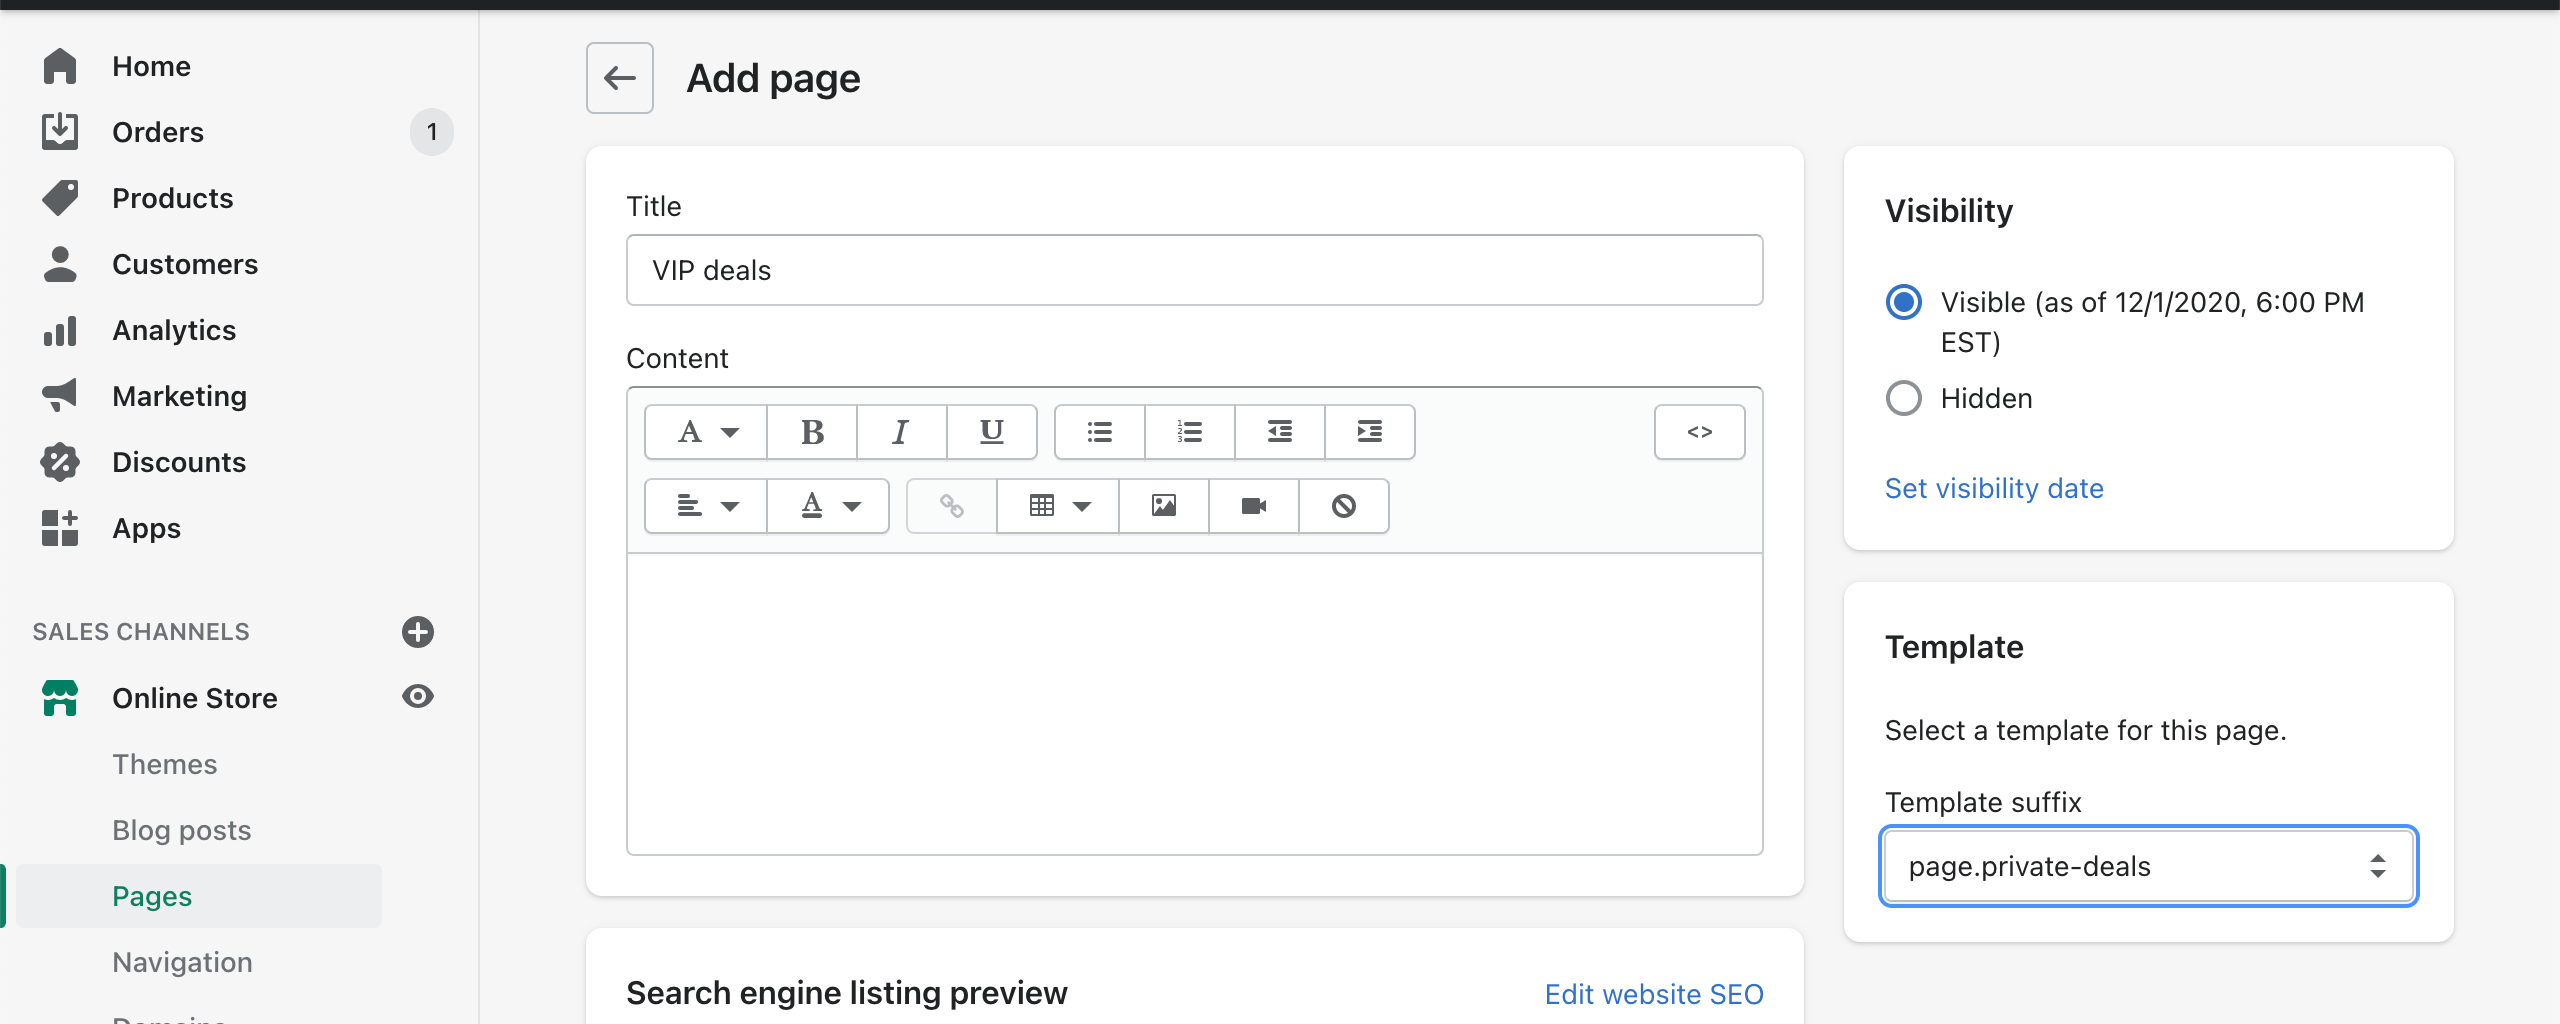 Home
Orders
1
Products
Customers
Analytics
Marketing
Discounts
Apps
SALES CHANNELS
Online Store
Themes
Blog posts
Pages
Navigation
Add page
Title
VIP deals
Content
A
B
I
U
<>
A
Search engine listing preview
Edit website SEO
Visibility
Visible (as of 12/1/2020, 6:00 PM
EST)
Hidden
Set visibility date
Template
Select a template for this page.
Template suffix
page.private-deals